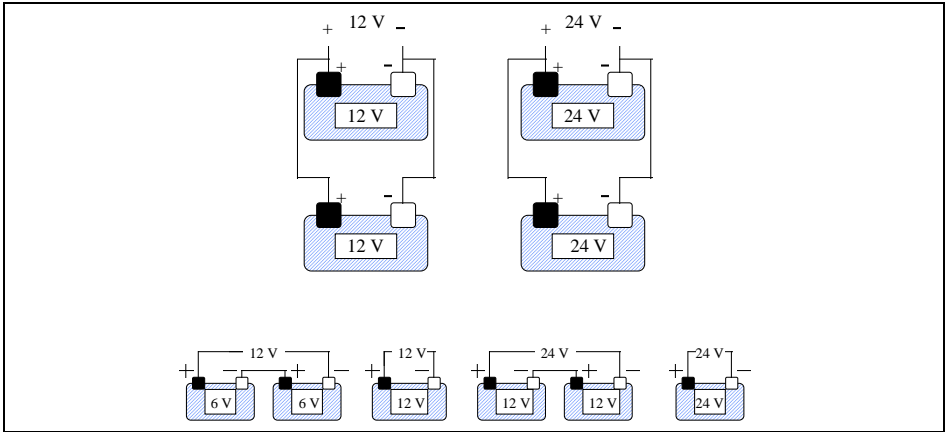 + 12 V – + 24 V –
+ - + -
12 V 24 V
+ - + -
12 V 24 V
12 V 12 V 24 V 24 V
+ – + – + – + – + – + –
6 V 6 V 12 V 12 V 12 V 24 V